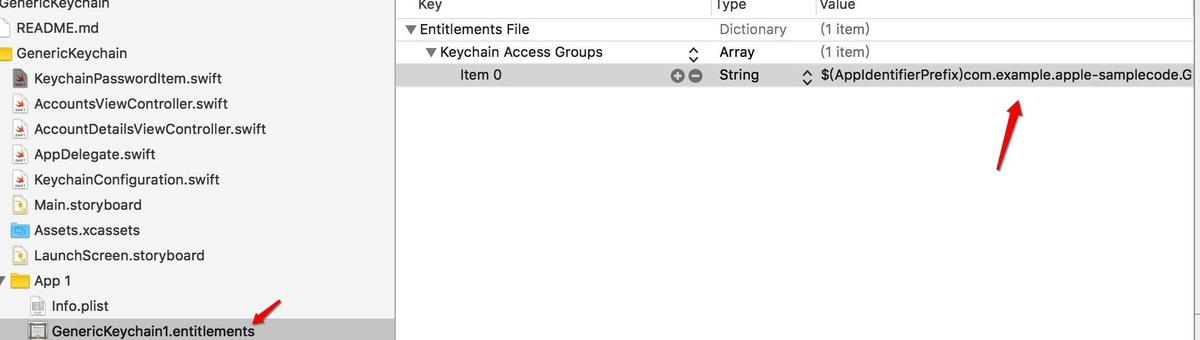 GenericKeychain
README.md
GenericKeychain
KeychainPasswordItem.swift
AccountsViewController.swift
AccountDetailsViewController.swift
AppDelegate.swift
KeychainConfiguration.swift
Main.storyboard
Assets.xcassets
LaunchScreen.storyboard
App 1
Info.plist
GenericKeychain1.entitlements
Key Type Value
Entitlements File Dictionary (1 item)
Keychain Access Groups Array (1 item)
Item 0 String $(AppIdentifierPrefix)com.example.apple-samplecode.G